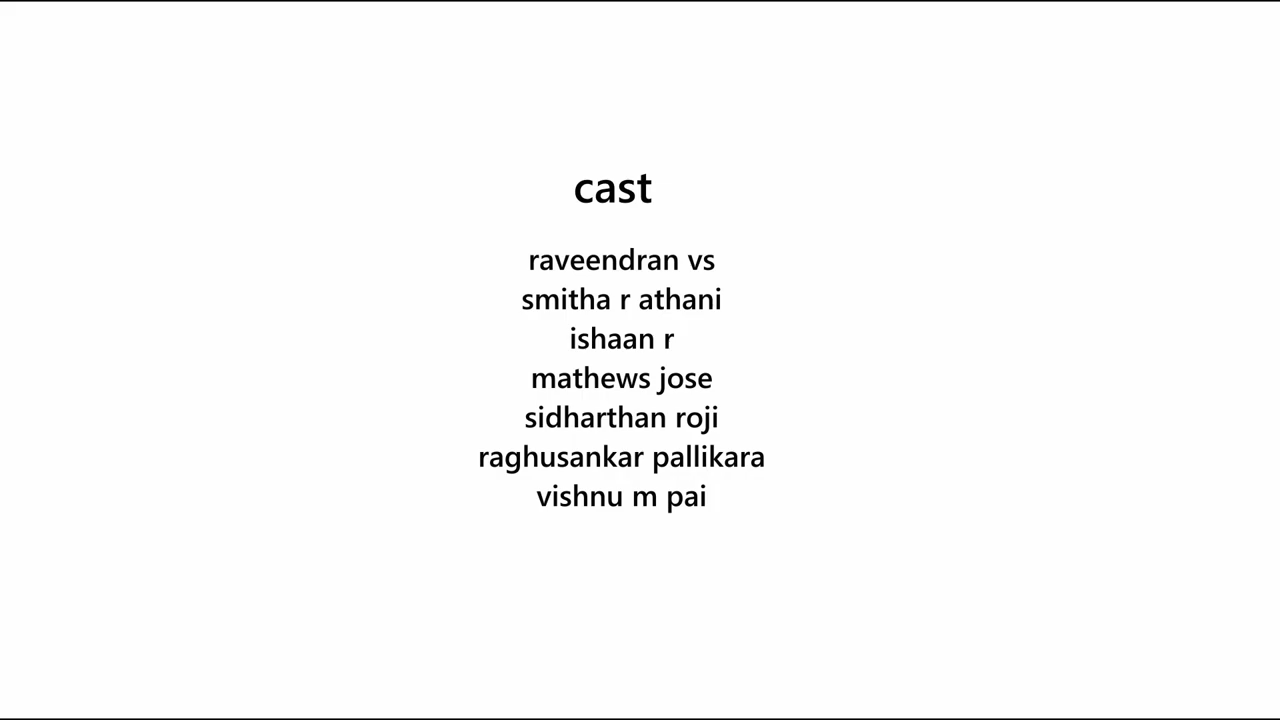 cast
raveendran vs
smitha r athani
ishaan r
mathews jose
sidharthan roji
raghusankar pallikara
vishnu m pai